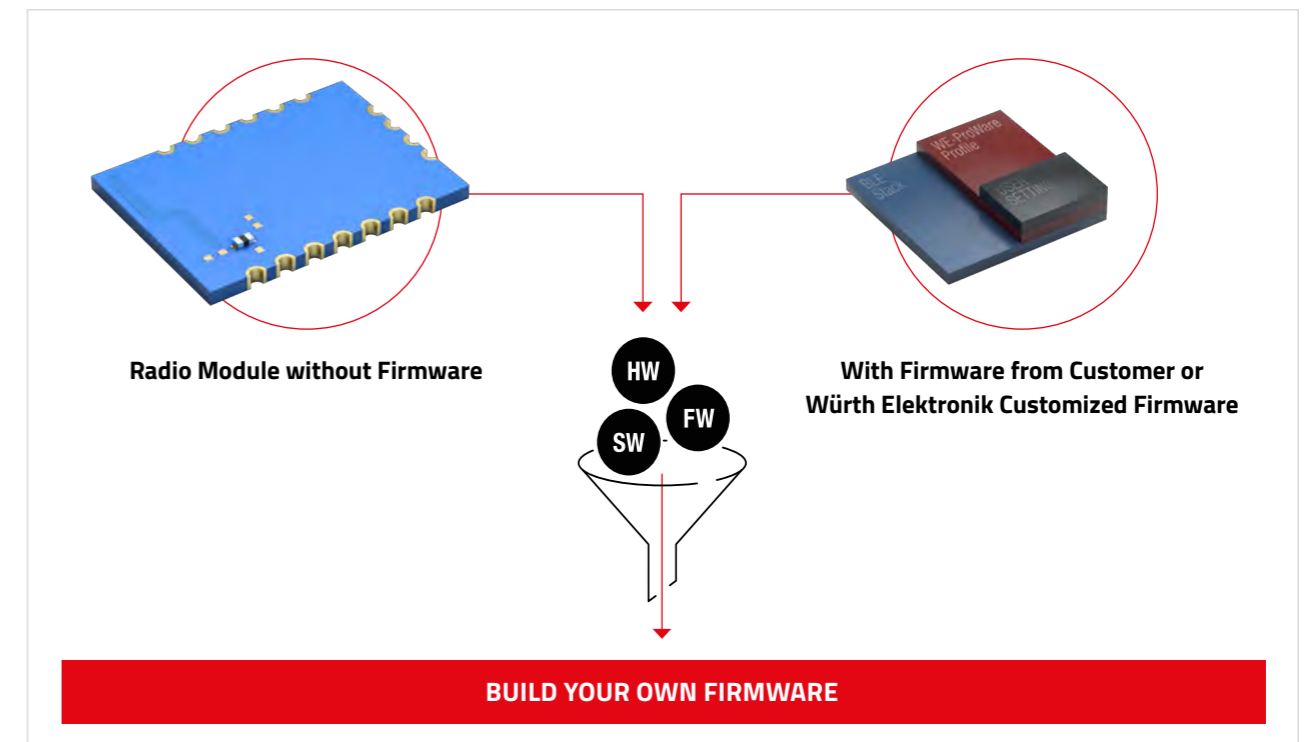 BLE
Stack
WE-ProWare
Profile
USER
Radio Module without Firmware
With Firmware from Customer or
Würth Elektronik Customized Firmware
HW
FW
SW
BUILD YOUR OWN FIRMWARE